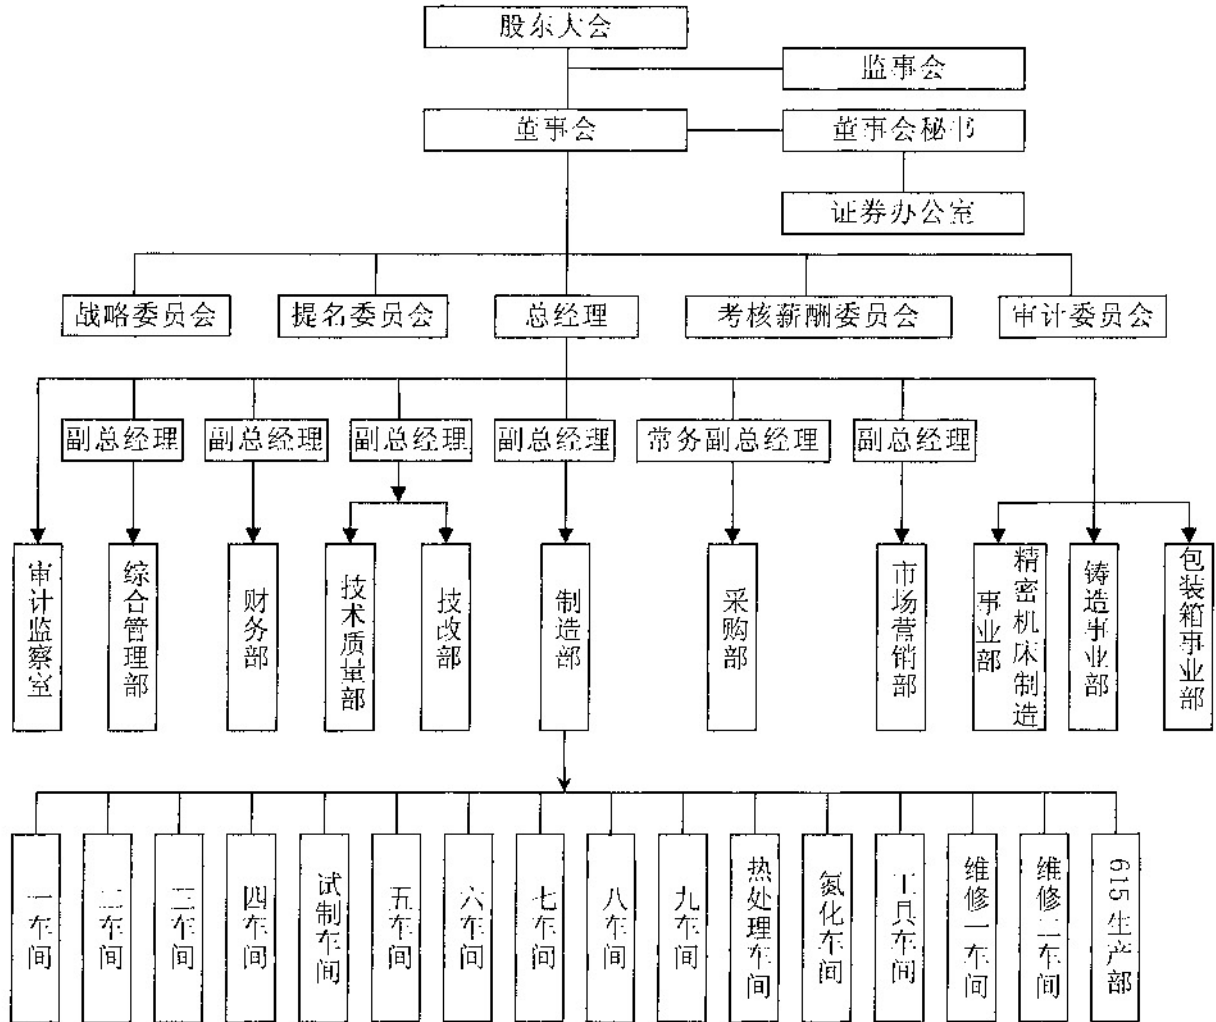 股东大会
监事会
董事会
董事会秘书
证券办公室
战略委员会
提名委员会
总经理
考核薪酬委员会
审计委员会
副总经理
副总经理
副总经理
副总经理
常务副总经理
副总经理
审计监察室
综合管理部
财务部
技术质量部
技改部
制造部
采购部
市场营销部
精密机床制造
事业部
铸造事业部
包装箱事业部
一车间
二车间
三车间
四车间
试制车间
五车间
六车间
七车间
八车间
九车间
热处理车间
氮化车间
工具车间
维修一车间
维修二车间
615生产部